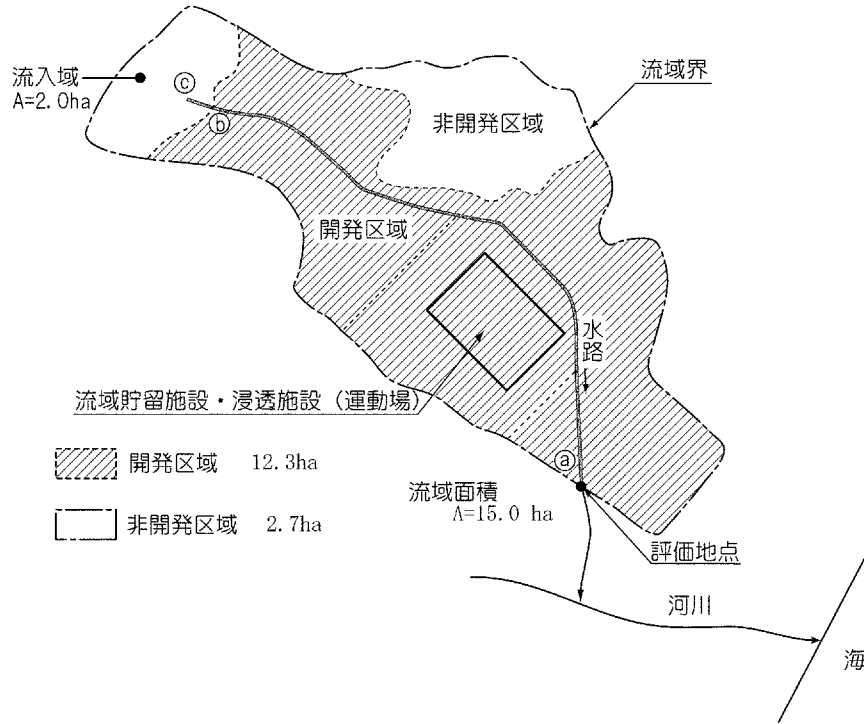 流入域
A=2.0ha
ⓒ
ⓑ
流域界
非開発区域
開発区域
水路
流域貯留施設・浸透施設（運動場）
開発区域 12.3ha
非開発区域 2.7ha
ⓐ
流域面積
A=15.0 ha
評価地点
河川
海